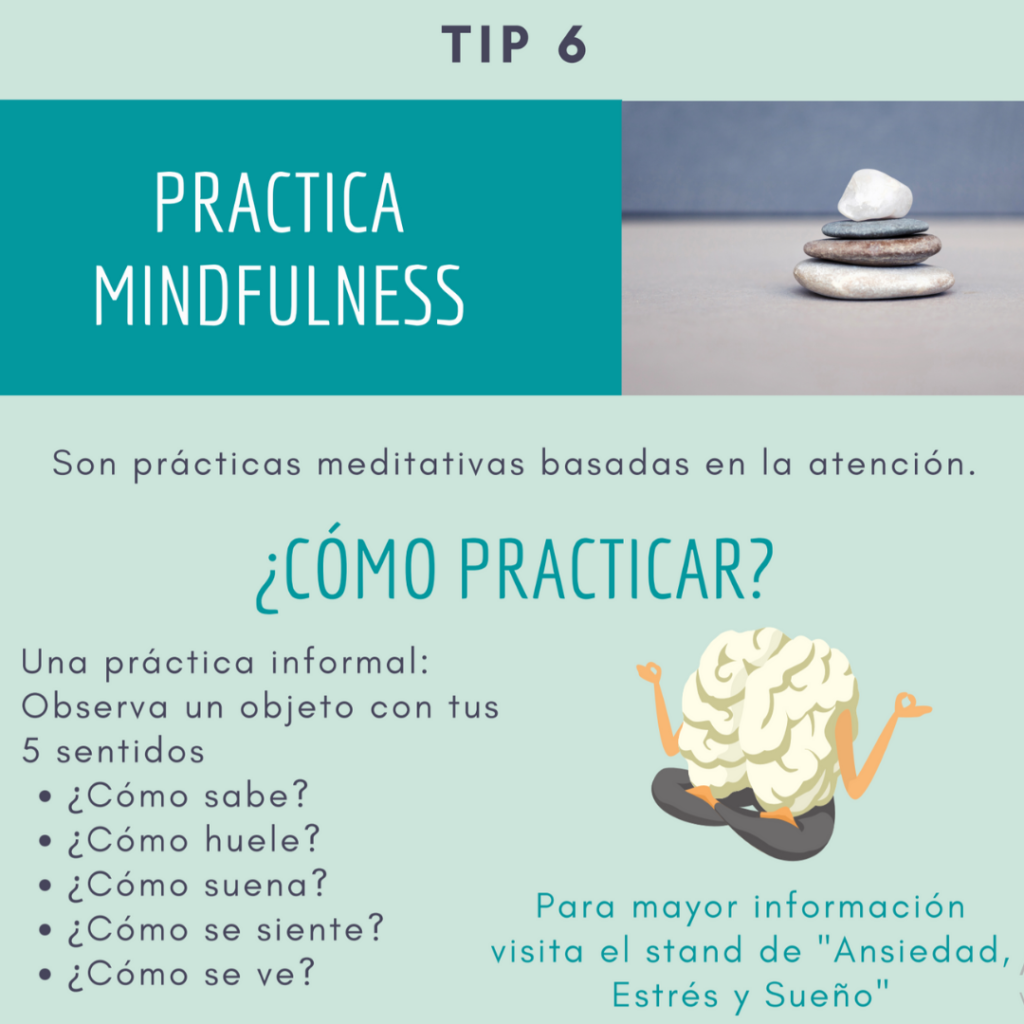 TIP 6
PRACTICA
MINDFULNESS
Son prácticas meditativas basadas en la atención.
¿CÓMO PRACTICAR?
Una práctica informal:
Observa un objeto con tus
5 sentidos
• ¿Cómo sabe?
• ¿Cómo huele?
• ¿Cómo suena?
• ¿Cómo se siente?
• ¿Cómo se ve?
Para mayor información
visita el stand de "Ansiedad,
Estrés y Sueño"